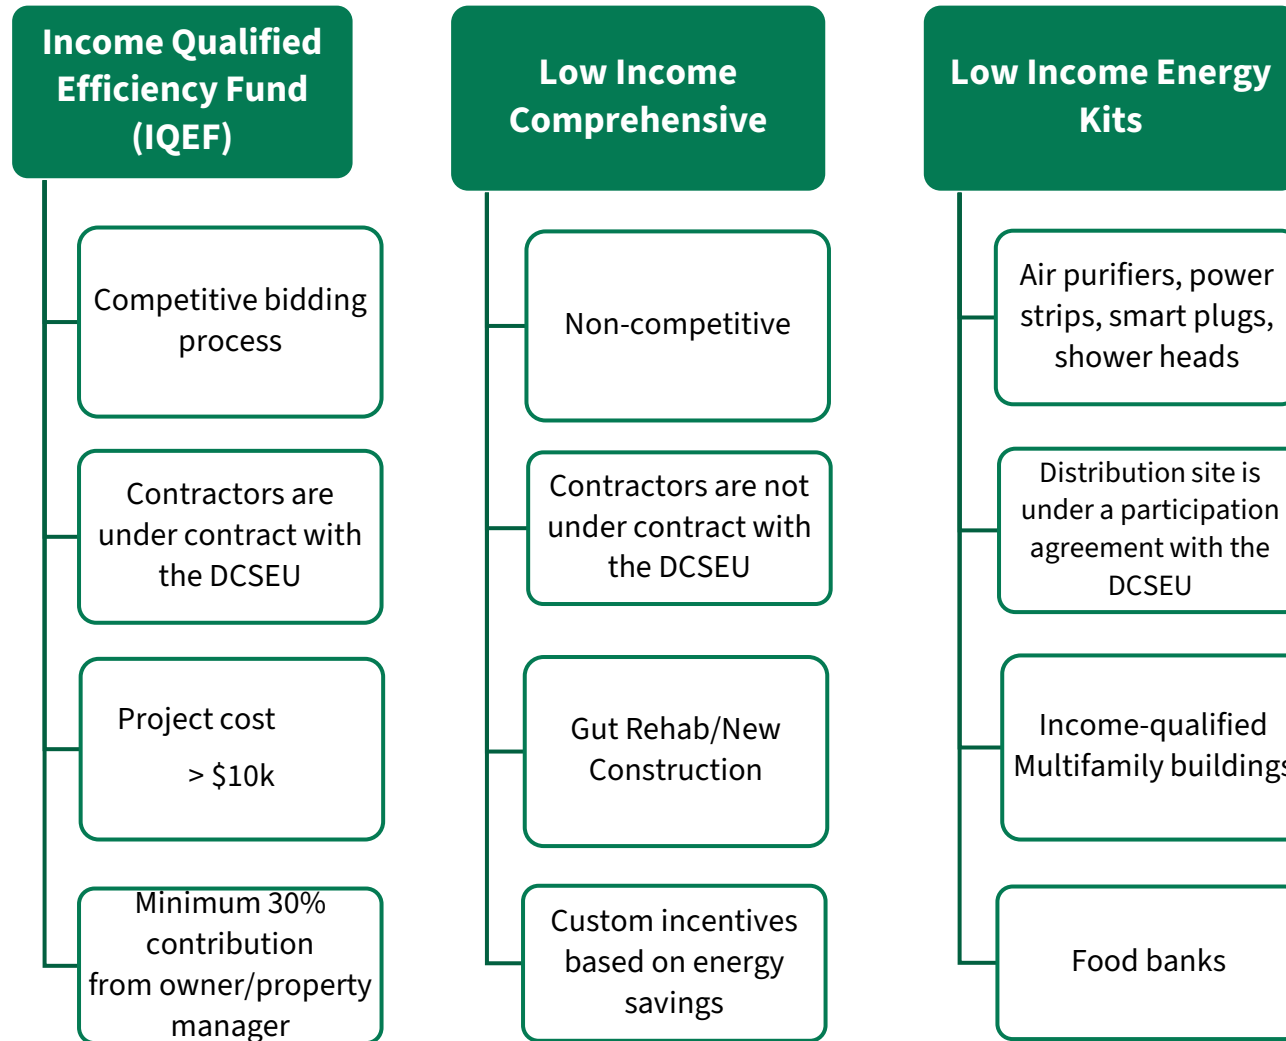 Income Qualified
Efficiency Fund
(IQEF)
Competitive bidding
process
Contractors are
under contract with
the DCSEU
Project cost
> $10k
Minimum 30%
contribution
from owner/property
manager
Low Income
Comprehensive
Non-competitive
Contractors are not
under contract with
the DCSEU
Gut Rehab/New
Construction
Custom incentives
based on energy
savings
Low Income Energy
Kits
Air purifiers, power
strips, smart plugs,
shower heads
Distribution site is
under a participation
agreement with the
DCSEU
Income-qualified
Multifamily buildings
Food banks